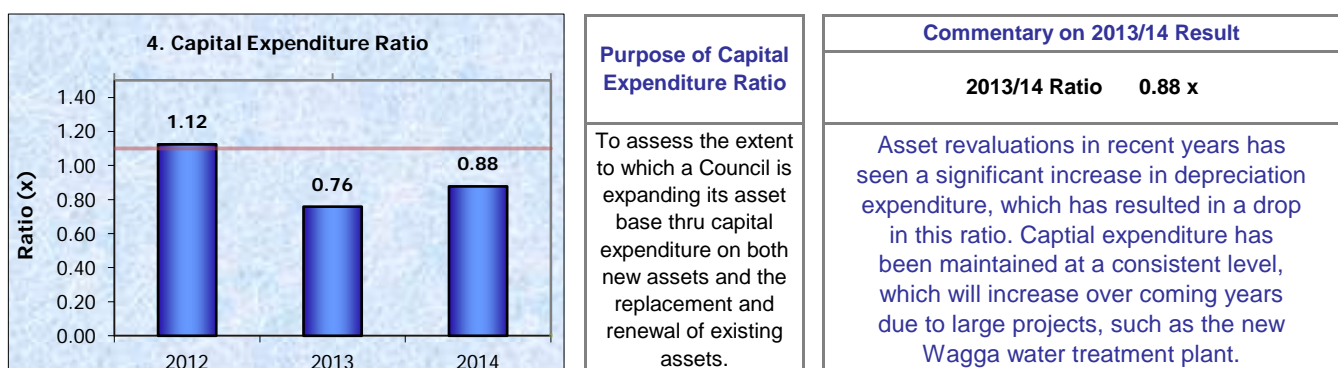 4. Capital Expenditure Ratio
1.40
1.20
1.00
0.80
0.60
0.40
0.20
0.00
Ratio (x)
1.12
0.76
0.88
2012
2013
2014
Purpose of Capital
Expenditure Ratio
To assess the extent
to which a Council is
expanding its asset
base thru capital
expenditure on both
new assets and the
replacement and
renewal of existing
assets.
Commentary on 2013/14 Result
2013/14 Ratio 0.88 x
Asset revaluations in recent years has
seen a significant increase in depreciation
expenditure, which has resulted in a drop
in this ratio. Captial expenditure has
been maintained at a consistent level,
which will increase over coming years
due to large projects, such as the new
Wagga water treatment plant.